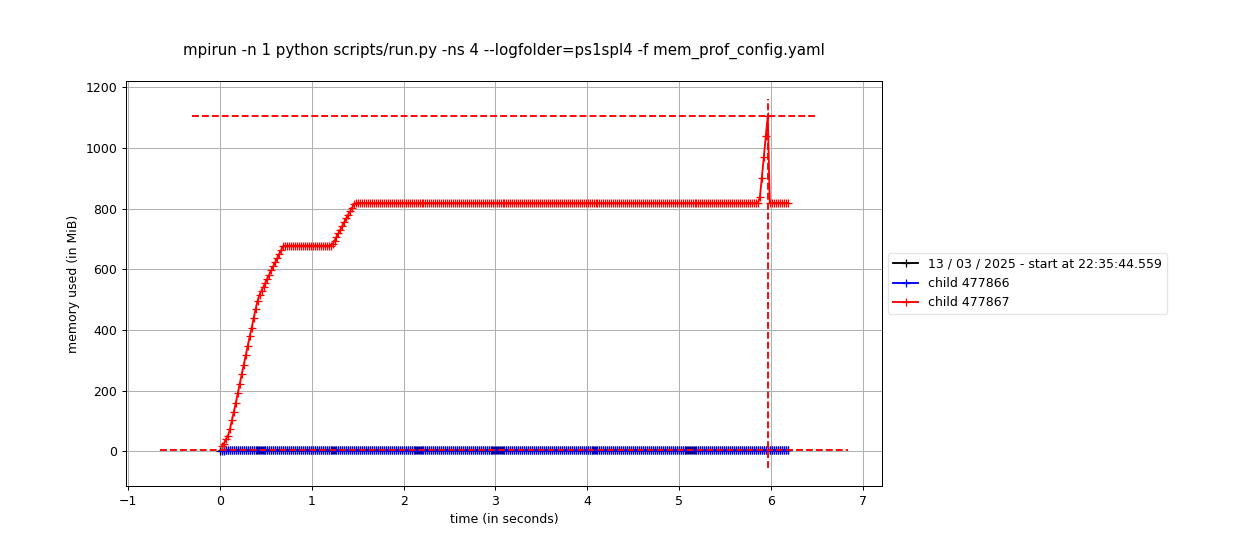 mpirun -n 1 python scripts/run.py -ns 4 --logfolder=ps1spl4 -f mem_prof_config.yaml
1200
1000
800
600
400
200
0
memory used (in MiB)
−1 0 1 2 3 4 5 6 7
time (in seconds)
13 / 03 / 2025 - start at 22:35:44.559
child 477866
child 477867